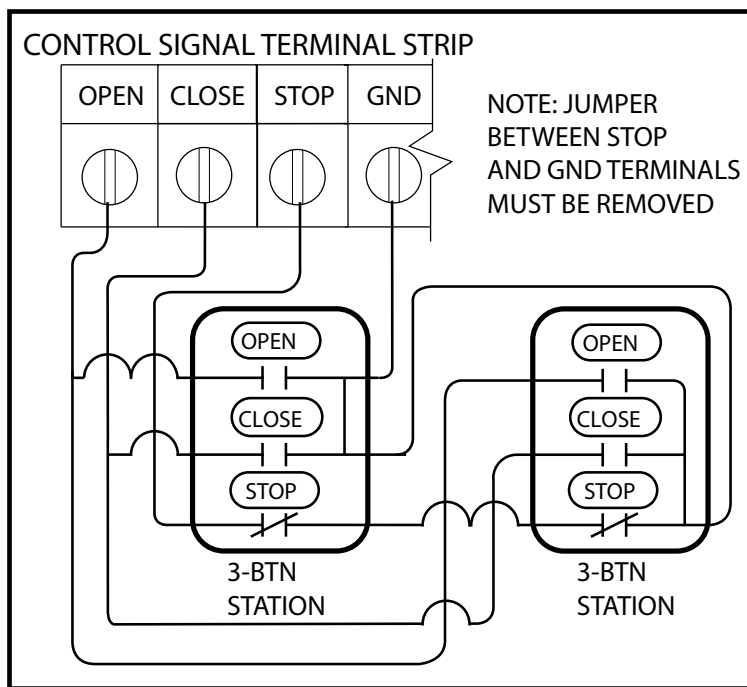 CONTROL SIGNAL TERMINAL STRIP
OPEN CLOSE STOP GND
NOTE: JUMPER
BETWEEN STOP
AND GND TERMINALS
MUST BE REMOVED
OPEN
CLOSE
STOP
3-BTN
STATION
OPEN
CLOSE
STOP
3-BTN
STATION